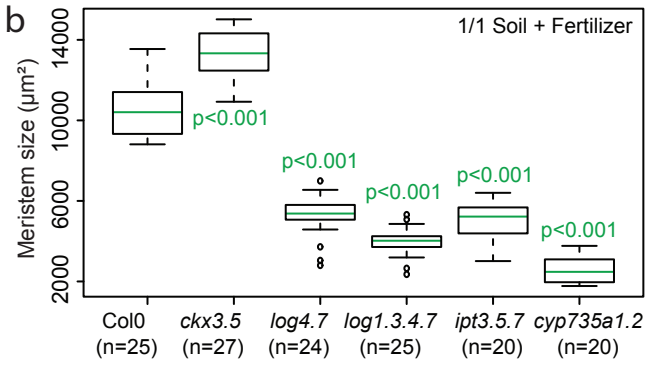 b
1/1 Soil + Fertilizer
Meristem size (µm²)
14000
10000
6000
2000
p<0.001
p<0.001
p<0.001
p<0.001
p<0.001
Col0 ckx3.5 log4.7 log1.3.4.7 ipt3.5.7 cyp735a1.2
(n=25) (n=27) (n=24) (n=25) (n=20) (n=20)